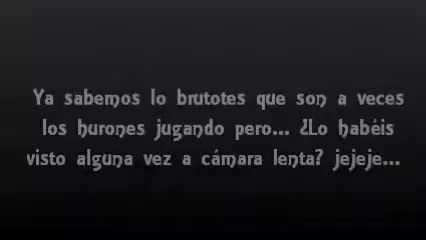 Ya sabemos lo brutotes que son a veces
los hurones jugando pero... ¿Lo habéis
visto alguna vez a cámara lenta? jejeje...